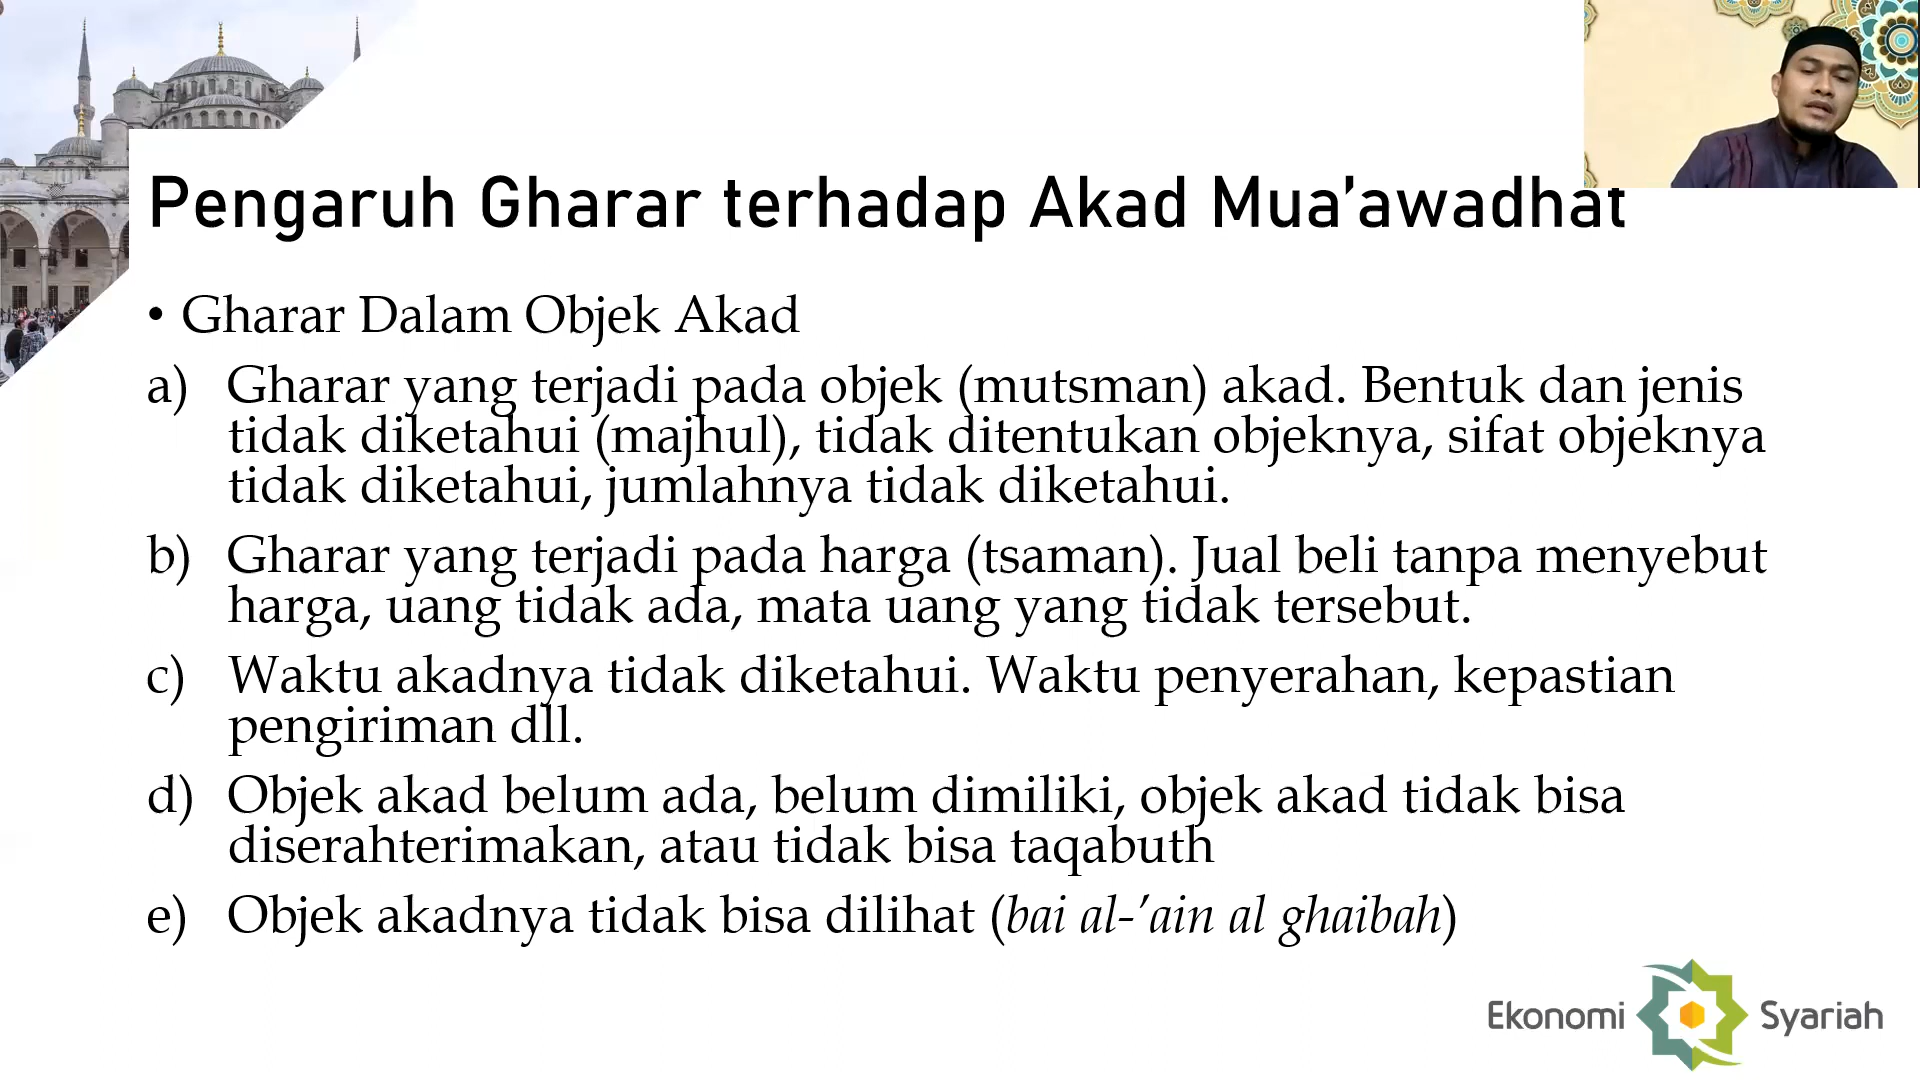 Pengaruh Gharar terhadap Akad Mua’awadhat
• Gharar Dalam Objek Akad
a) Gharar yang terjadi pada objek (mutsman) akad. Bentuk dan jenis
tidak diketahui (majhul), tidak ditentukan objeknya, sifat objeknya
tidak diketahui, jumlahnya tidak diketahui.
b) Gharar yang terjadi pada harga (tsaman). Jual beli tanpa menyebut
harga, uang tidak ada, mata uang yang tidak tersebut.
c) Waktu akadnya tidak diketahui. Waktu penyerahan, kepastian
pengiriman dll.
d) Objek akad belum ada, belum dimiliki, objek akad tidak bisa
diserahterimakan, atau tidak bisa taqabuth
e) Objek akadnya tidak bisa dilihat (bai al-’ain al ghaibah)
Ekonomi Syariah